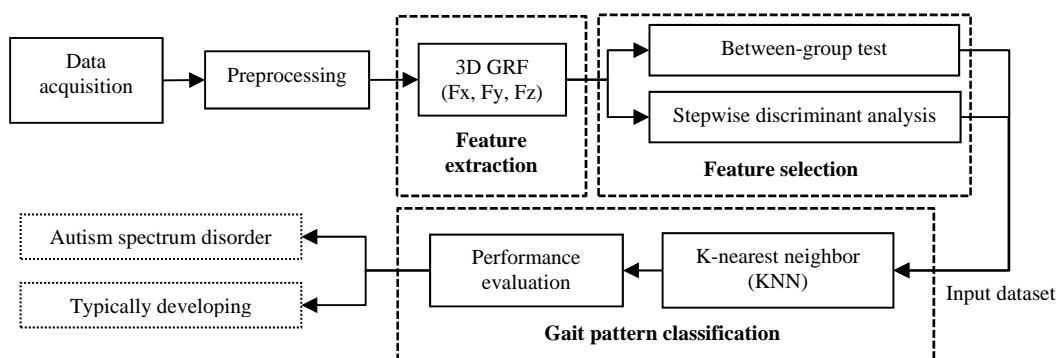 Data
acquisition
Preprocessing
3D GRF
(Fx, Fy, Fz)
Feature
extraction
Between-group test
Stepwise discriminant analysis
Feature selection
Autism spectrum disorder
Typically developing
Performance
evaluation
K-nearest neighbor
(KNN)
Input dataset
Gait pattern classification